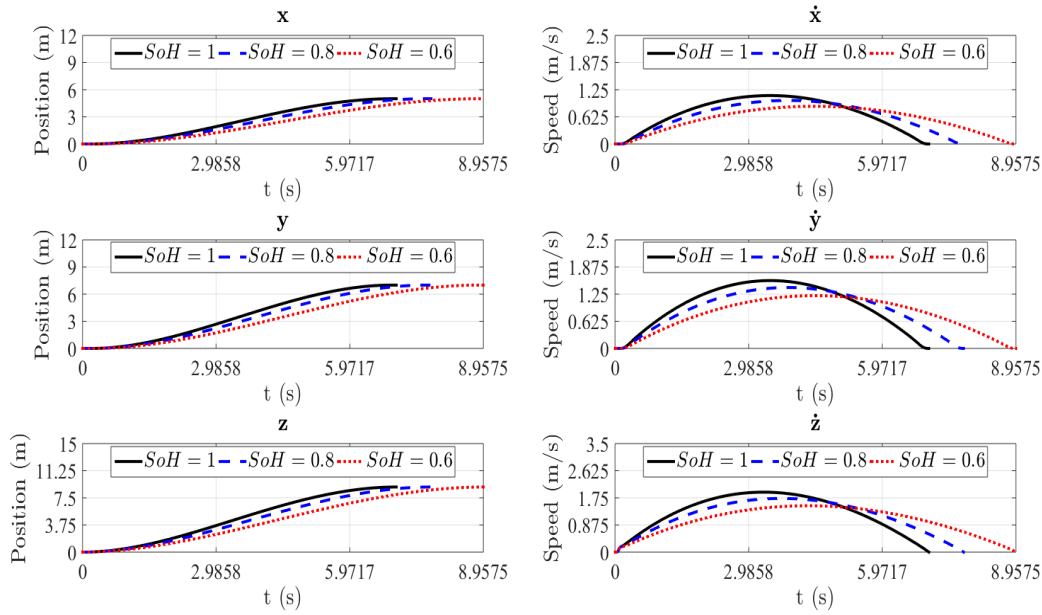 x
Position (m)
12
9
6
3
0
SoH = 1 SoH = 0.8 SoH = 0.6
0 2.9858 5.9717 8.9575
t (s)
ẋ
Speed (m/s)
2.5
1.875
1.25
0.625
0
SoH = 1 SoH = 0.8 SoH = 0.6
0 2.9858 5.9717 8.9575
t (s)
y
Position (m)
12
9
6
3
0
SoH = 1 SoH = 0.8 SoH = 0.6
0 2.9858 5.9717 8.9575
t (s)
ẏ
Speed (m/s)
2.5
1.875
1.25
0.625
0
SoH = 1 SoH = 0.8 SoH = 0.6
0 2.9858 5.9717 8.9575
t (s)
z
Position (m)
15
11.25
7.5
3.75
0
SoH = 1 SoH = 0.8 SoH = 0.6
0 2.9858 5.9717 8.9575
t (s)
ż
Speed (m/s)
3.5
2.625
1.75
0.875
0
SoH = 1 SoH = 0.8 SoH = 0.6
0 2.9858 5.9717 8.9575
t (s)